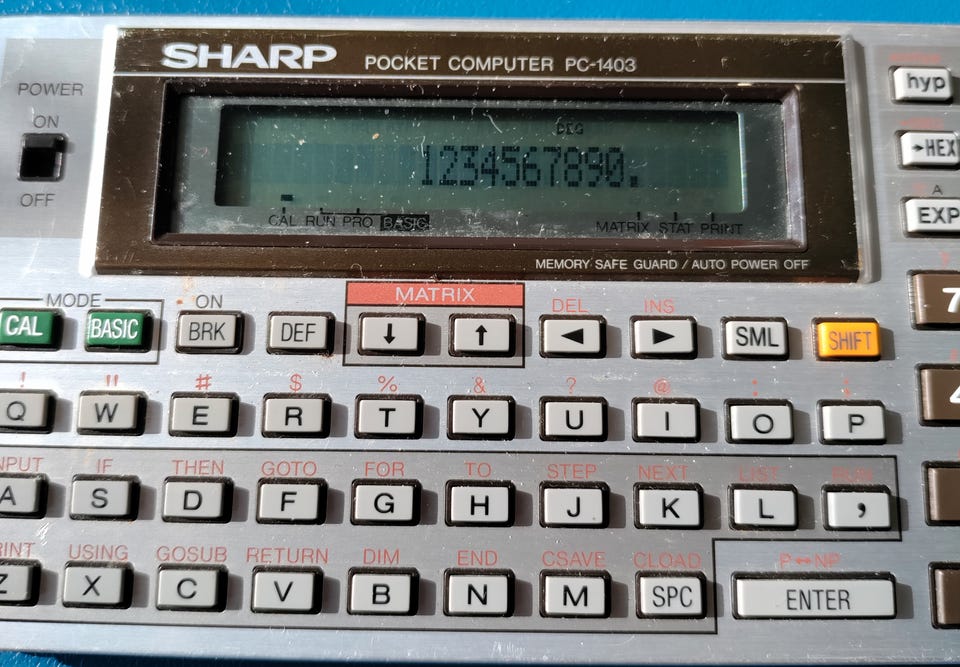 SHARP POCKET COMPUTER PC-1403
POWER
ON
OFF
DEG
1234567890.
CAL RUN PRO BASIC MATRIX STAT PRINT
MEMORY SAFE GUARD / AUTO POWER OFF
hyp
→HEX
A
EXP
7
MODE ON MATRIX DEL INS
CAL BASIC BRK DEF ↓ ↑ ◀ ▶ SML SHIFT
! " # $ % & ? @ : ;
Q W E R T Y U I O P
NPUT IF THEN GOTO FOR TO STEP NEXT LIST RUN
A S D F G H J K L ,
RINT USING GOSUB RETURN DIM END CSAVE CLOAD P↔NP
Z X C V B N M SPC ENTER